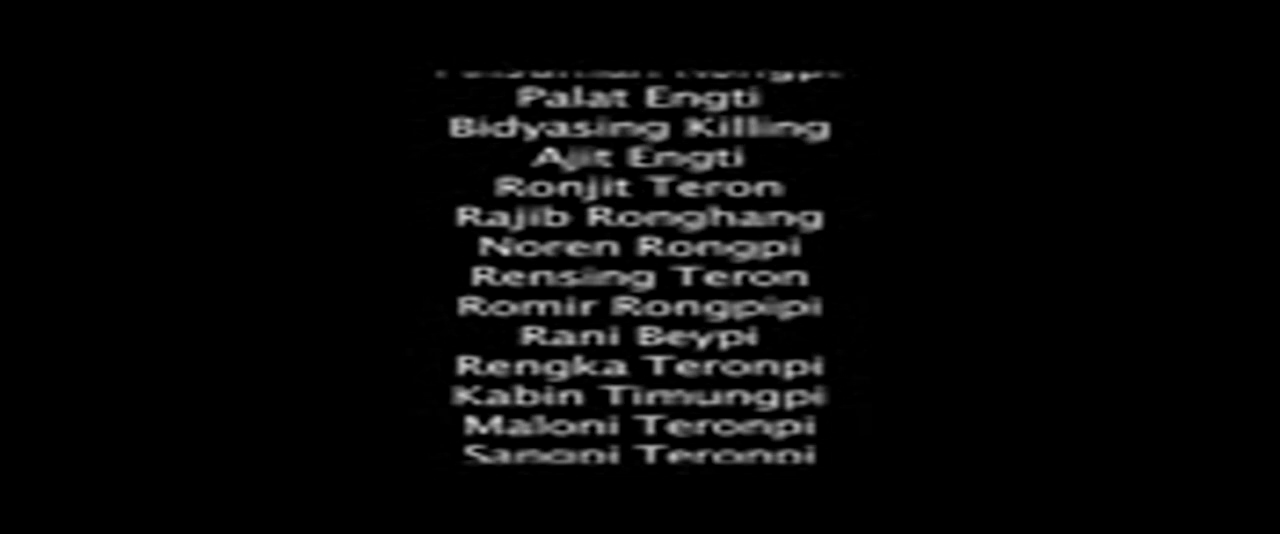 Palat Engti
Bidyasing Killing
Ajit Engti
Ronjit Teron
Rajib Ronghang
Noren Rongpi
Rensing Teron
Romir Rongpipi
Rani Beypi
Rengka Teronpi
Kabin Timungpi
Maloni Teronpi
Teronpi